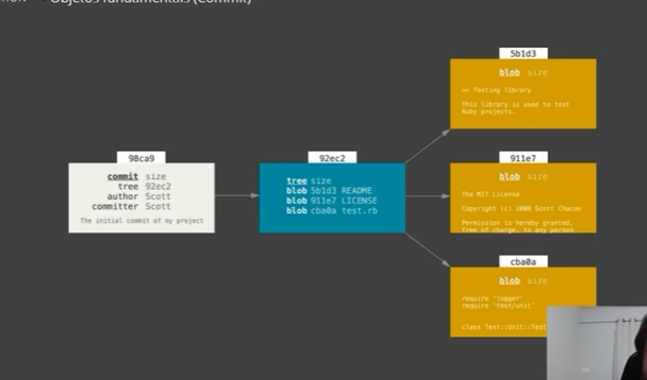 Objetos fundamentais (Commit)
98ca9
commit size
tree 92ec2
author Scott
committer Scott
The initial commit of my project
92ec2
tree size
blob 5b1d3 README
blob 911e7 LICENSE
blob cba0a test.rb
5b1d3
blob size
== Testing library
This library is used to test
Ruby projects.
911e7
blob size
The MIT License
Copyright (c) 2008 Scott Chacon
Permission is hereby granted,
free of charge, to any person
cba0a
blob size
require 'logger'
require 'test/unit'
class Test::Unit::Test